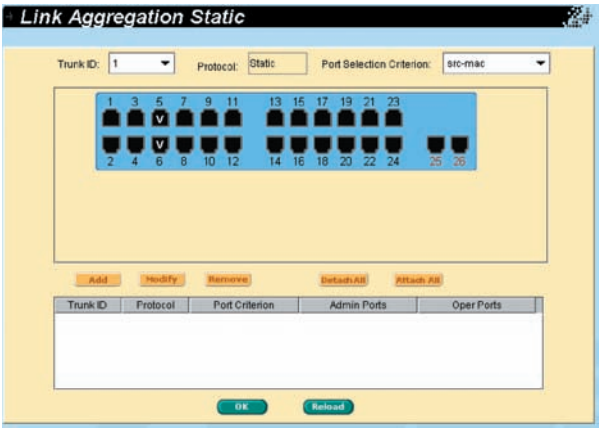 Link Aggregation Static
Trunk ID: 1 Protocol: Static Port Selection Criterion: src-mac
1 3 5 7 9 11 13 15 17 19 21 23
V
V
2 4 6 8 10 12 14 16 18 20 22 24 25 26
Add Modify Remove Detach All Attach All
Trunk ID Protocol Port Criterion Admin Ports Oper Ports
OK Reload